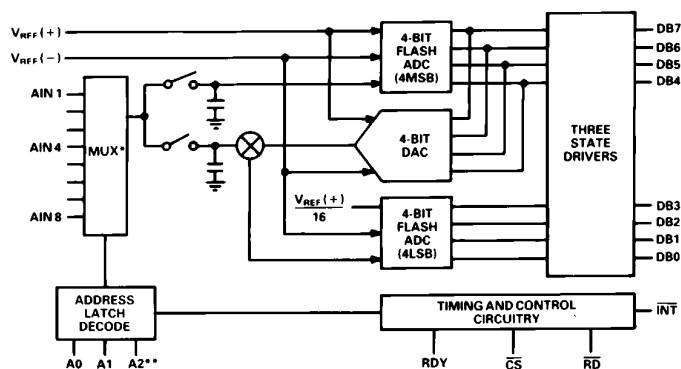 VREF(+)
VREF(−)
AIN 1
AIN 4
AIN 8
MUX*
4-BIT
FLASH
ADC
(4MSB)
4-BIT
DAC
VREF(+)
16
4-BIT
FLASH
ADC
(4LSB)
THREE
STATE
DRIVERS
DB7
DB6
DB5
DB4
DB3
DB2
DB1
DB0
ADDRESS
LATCH
DECODE
TIMING AND CONTROL
CIRCUITRY
INT
A0 A1 A2** RDY CS RD